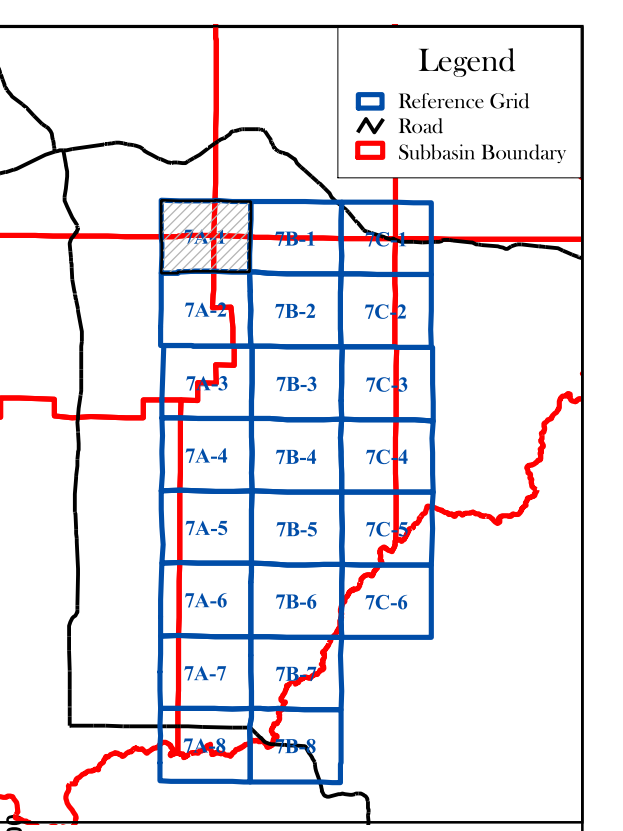 Legend
Reference Grid
Road
Subbasin Boundary
7A-1 7B-1 7C-1
7A-2 7B-2 7C-2
7A-3 7B-3 7C-3
7A-4 7B-4 7C-4
7A-5 7B-5 7C-5
7A-6 7B-6 7C-6
7A-7 7B-7
7A-8 7B-8